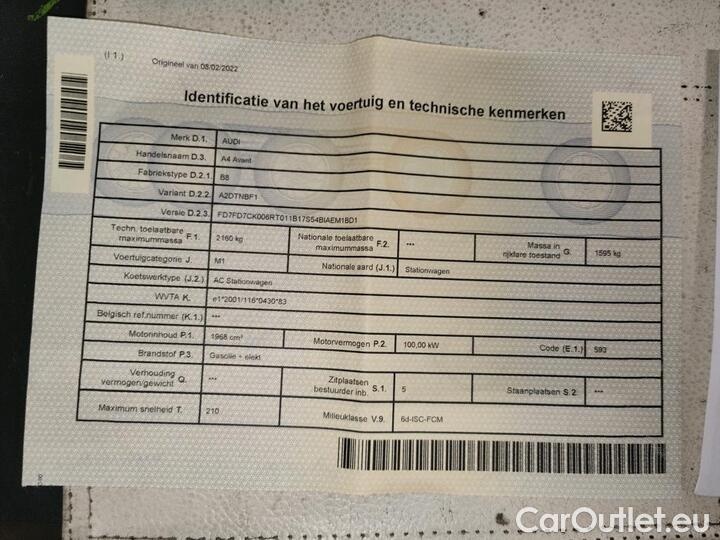 (I 1.)
Origineel van 08/02/2022
Identificatie van het voertuig en technische kenmerken
Merk D.1. AUDI
Handelsnaam D.3. A4 Avant
Fabriekstype D.2.1. B8
Variant D.2.2. A2DTNBF1
Versie D.2.3. FD7FD7CK006RT011B17S54BIAEM1BD1
Techn. toelaatbare maximummassa F.1. 2160 kg Nationale toelaatbare maximummassa F.2. *** Massa in rijklare toestand G. 1595 kg
Voertuigcategorie J. M1 Nationale aard (J.1.) Stationwagen
Koetswerktype (J.2.) AC Stationwagen
WVTA K. e1*2001/116*0430*83
Belgisch ref.nummer (K.1.) ***
Motorinhoud P.1. 1968 cm³ Motorvermogen P.2. 100,00 kW Code (E.1.) 593
Brandstof P.3. Gasolie + elekt
Verhouding vermogen/gewicht Q. *** Zitplaatsen bestuurder inb. S.1. 5 Staanplaatsen S.2. ***
Maximum snelheid T. 210 Milieuklasse V.9. 6d-ISC-FCM
CarOutlet.eu